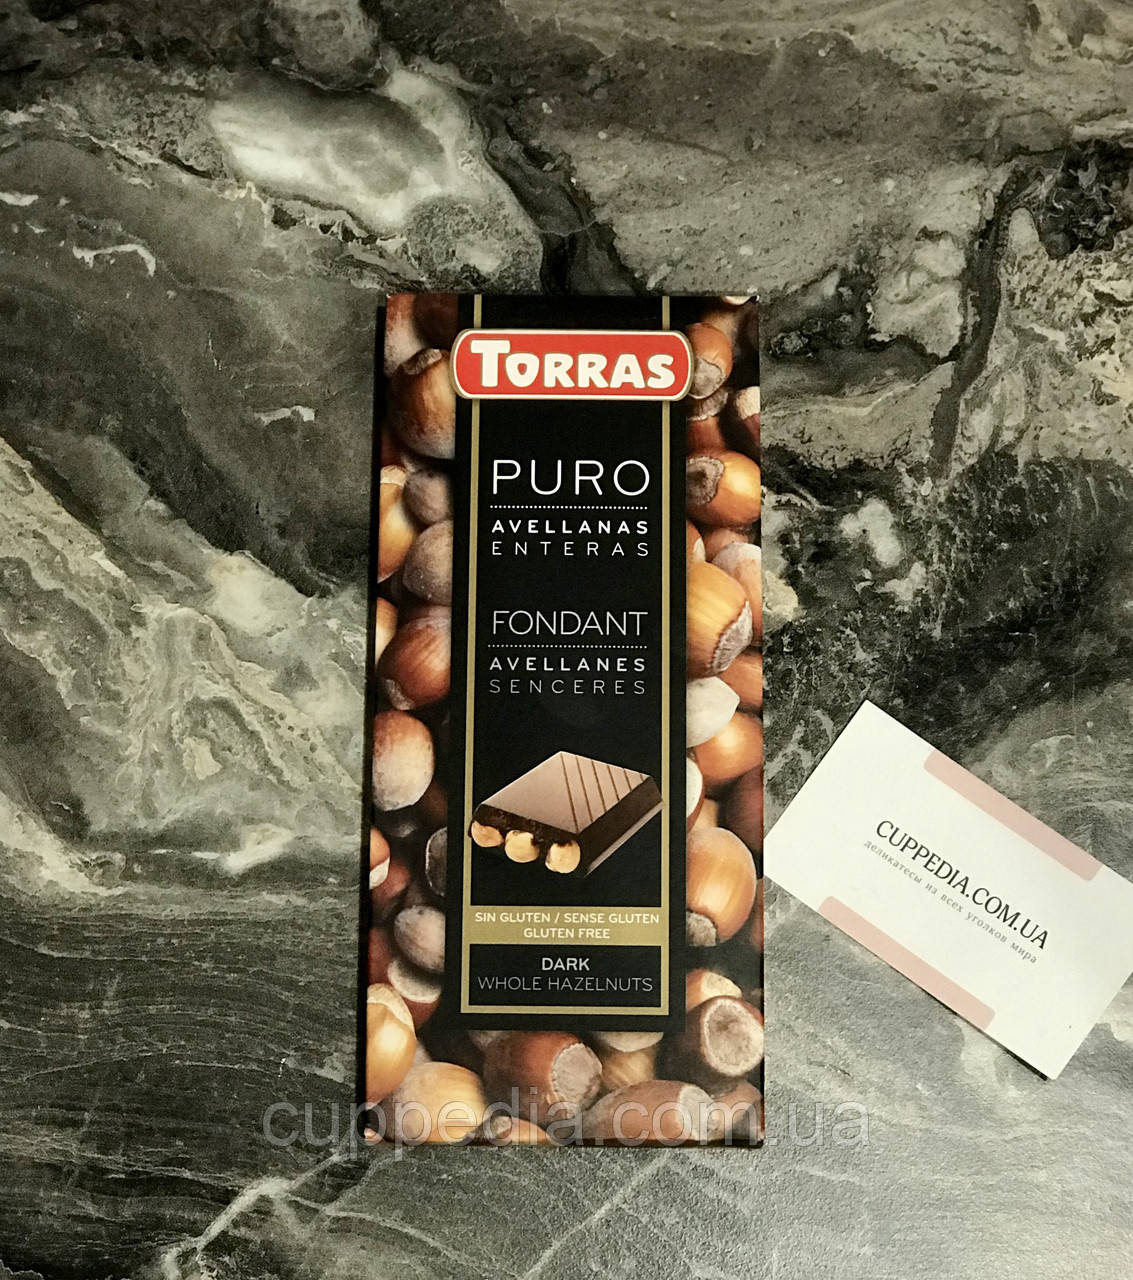 TORRAS
PURO
AVELLANAS
ENTERAS
FONDANT
AVELLANES
SENCERES
SIN GLUTEN / SENSE GLUTEN
GLUTEN FREE
DARK
WHOLE HAZELNUTS
CUPPEDIA.COM.UA
деликатесы из всех уголков мира
cuppedia.com.ua